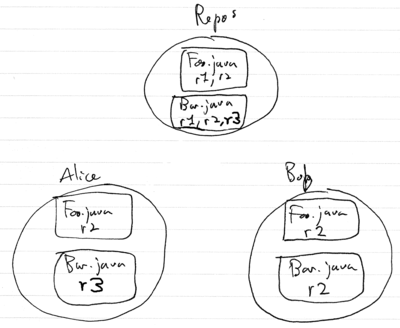 Repos
Foo.java
r1, r2
Bar.java
r1, r2, r3
Alice
Foo.java
r2
Bar.java
r3
Bob
Foo.java
r2
Bar.java
r2